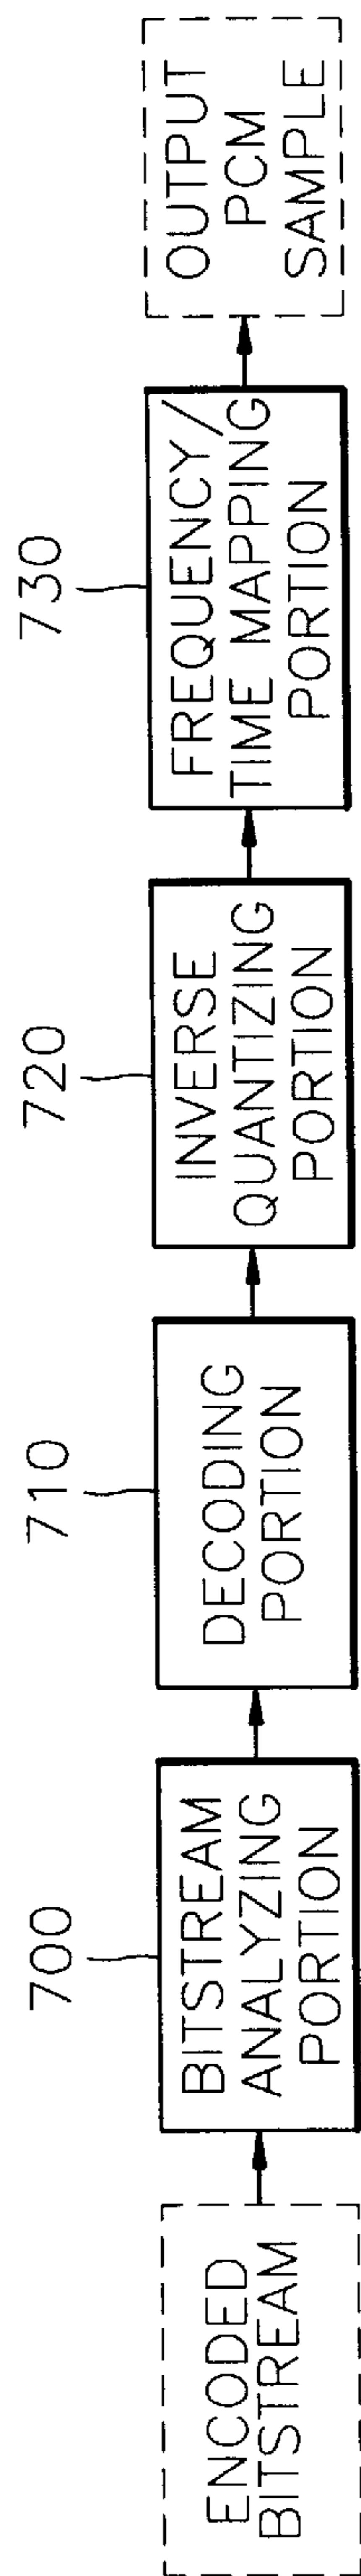 ENCODED
BITSTREAM
700
BITSTREAM
ANALYZING
PORTION
710
DECODING
PORTION
720
INVERSE
QUANTIZING
PORTION
730
FREQUENCY/
TIME MAPPING
PORTION
OUTPUT
PCM
SAMPLE